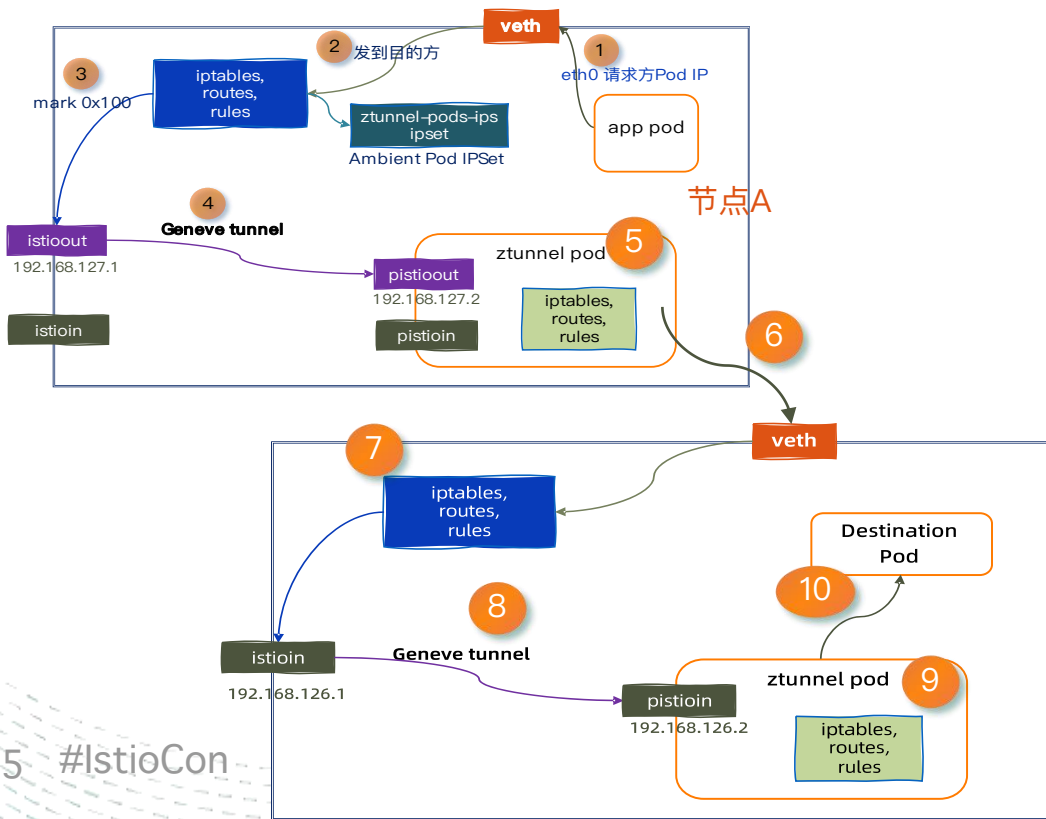 veth
1
eth0 请求方Pod IP
app pod
2
发到目的方
3
mark 0x100
iptables,
routes,
rules
ztunnel-pods-ips
ipset
Ambient Pod IPSet
节点A
4
Geneve tunnel
istioout
192.168.127.1
istioin
pistioout
192.168.127.2
pistioin
ztunnel pod
5
iptables,
routes,
rules
6
veth
7
iptables,
routes,
rules
8
Geneve tunnel
istioin
192.168.126.1
pistioin
192.168.126.2
ztunnel pod
9
iptables,
routes,
rules
10
Destination
Pod
5 #IstioCon